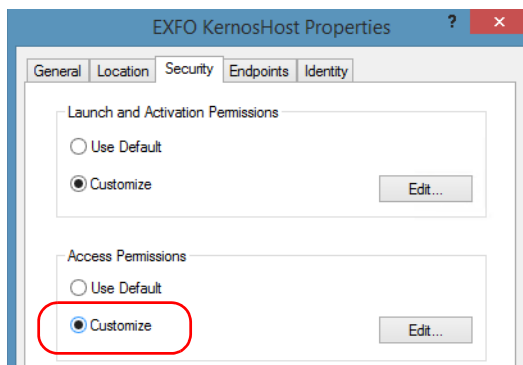 EXFO KernosHost Properties ?
General Location Security Endpoints Identity
Launch and Activation Permissions
Use Default
Customize
Edit...
Access Permissions
Use Default
Customize
Edit...